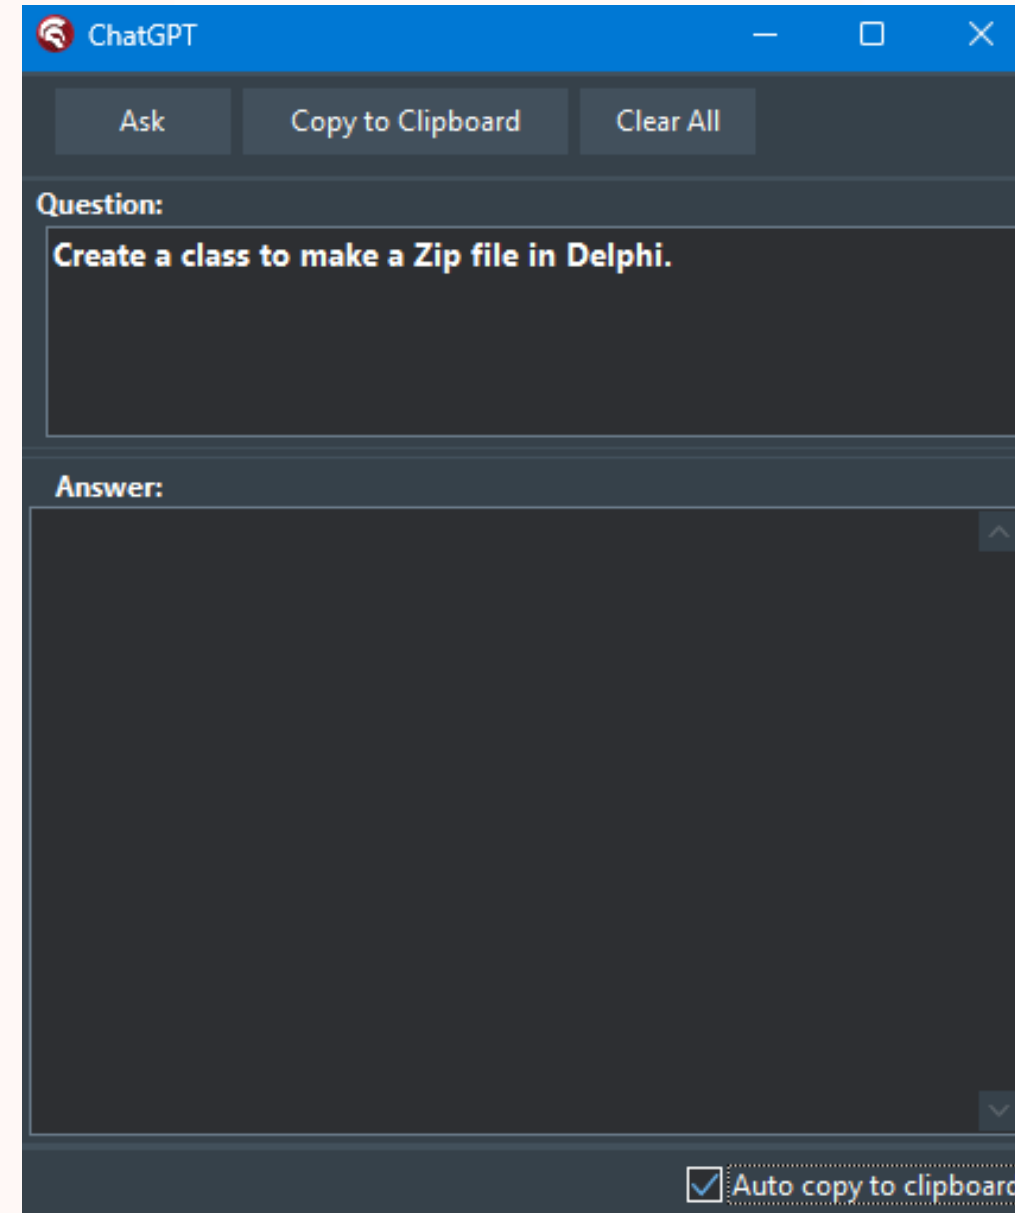 ChatGPT
Ask Copy to Clipboard Clear All
Question:
Create a class to make a Zip file in Delphi.
Answer:
Auto copy to clipboard